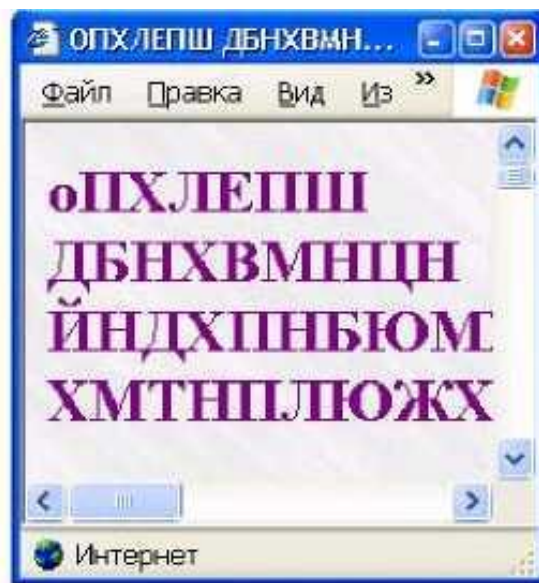 ОПХЛЕПШ ДБНХВМН...
Файл Правка Вид Из »
оПХЛЕПШ
ДБНХВМНЦН
ЙНДХПНБЮМ
ХМТНПЛЮЖХ
Интернет